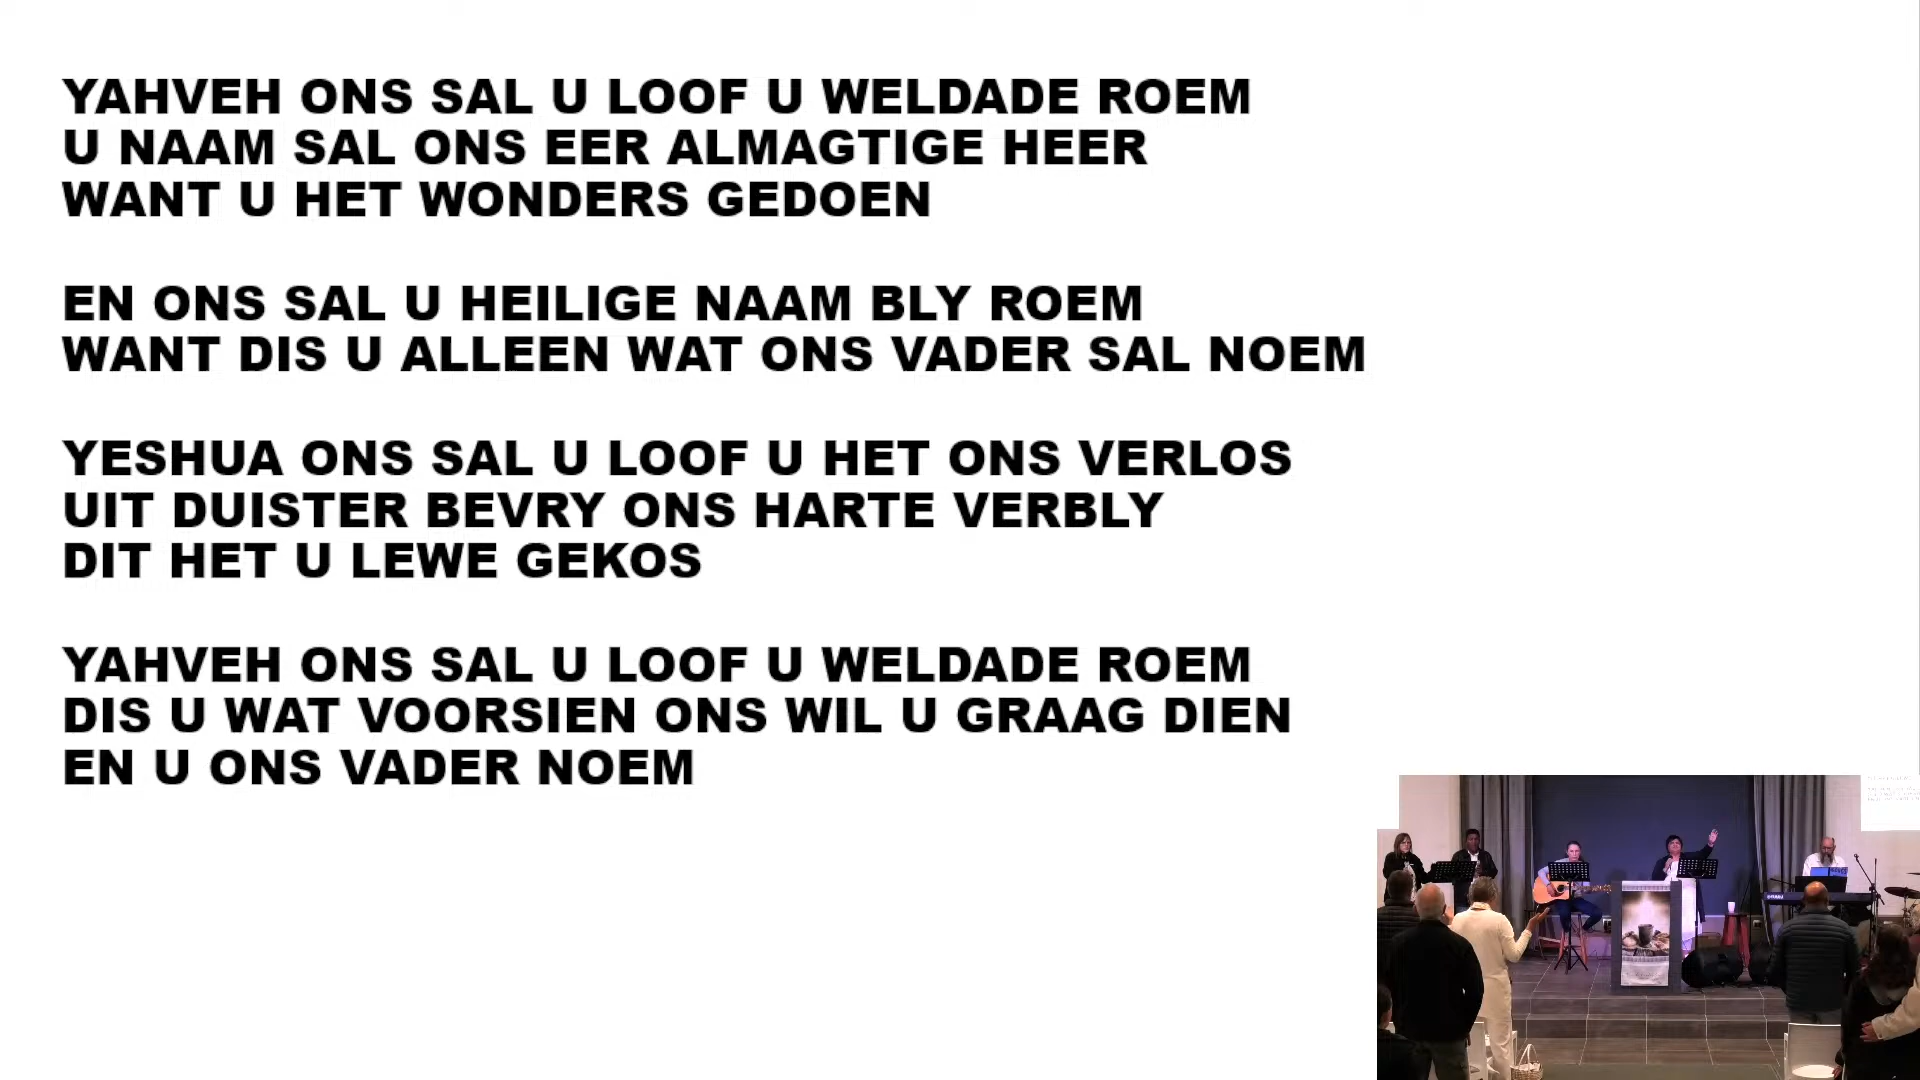 YAHVEH ONS SAL U LOOF U WELDADE ROEM
U NAAM SAL ONS EER ALMAGTIGE HEER
WANT U HET WONDERS GEDOEN
EN ONS SAL U HEILIGE NAAM BLY ROEM
WANT DIS U ALLEEN WAT ONS VADER SAL NOEM
YESHUA ONS SAL U LOOF U HET ONS VERLOS
UIT DUISTER BEVRY ONS HARTE VERBLY
DIT HET U LEWE GEKOS
YAHVEH ONS SAL U LOOF U WELDADE ROEM
DIS U WAT VOORSIEN ONS WIL U GRAAG DIEN
EN U ONS VADER NOEM